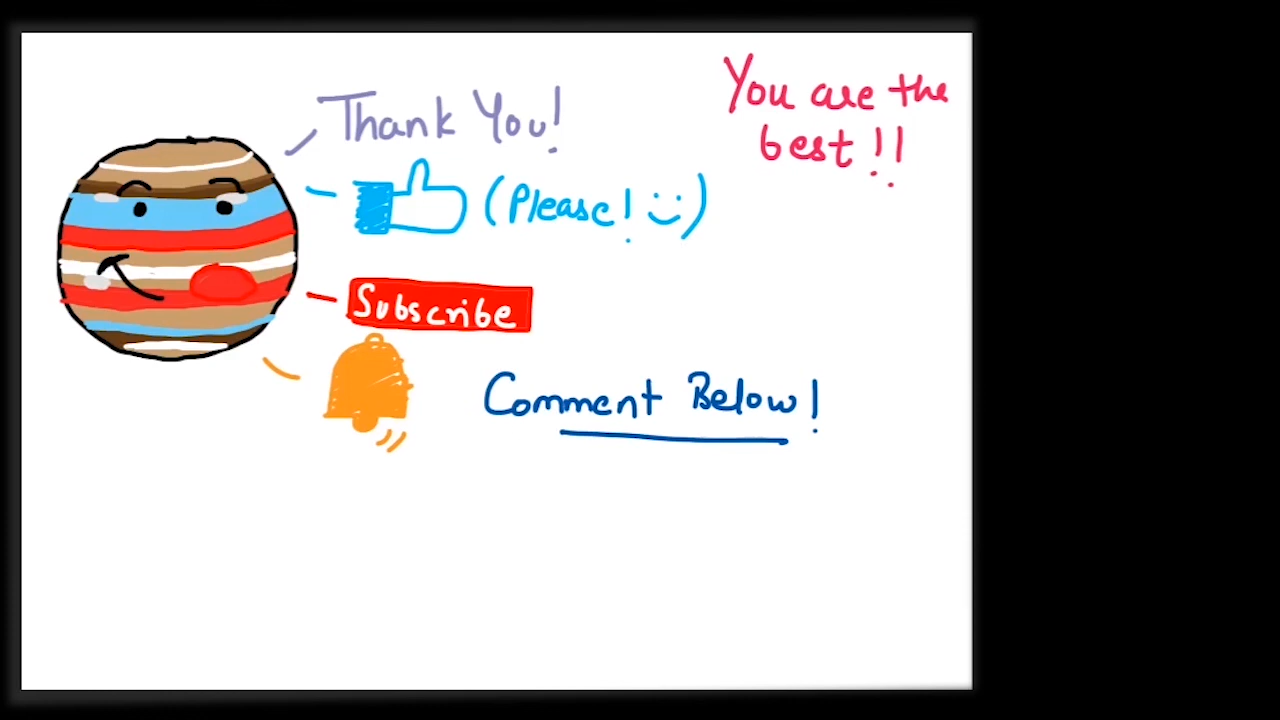 Thank You!
You are the
best!!
(Please! :))
Subscribe
Comment Below!